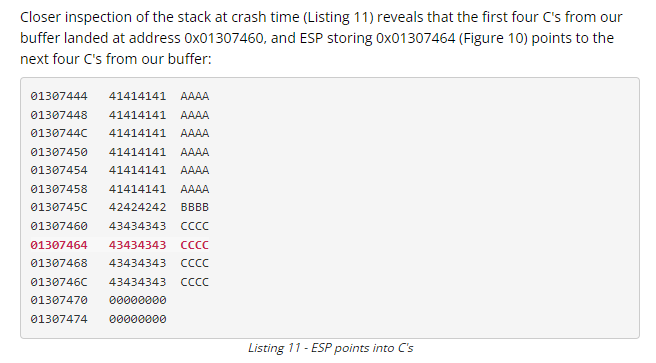 Closer inspection of the stack at crash time (Listing 11) reveals that the first four C's from our
buffer landed at address 0x01307460, and ESP storing 0x01307464 (Figure 10) points to the
next four C's from our buffer:
01307444 41414141 AAAA
01307448 41414141 AAAA
0130744C 41414141 AAAA
01307450 41414141 AAAA
01307454 41414141 AAAA
01307458 41414141 AAAA
0130745C 42424242 BBBB
01307460 43434343 CCCC
01307464 43434343 CCCC
01307468 43434343 CCCC
0130746C 43434343 CCCC
01307470 00000000
01307474 00000000
Listing 11 - ESP points into C's